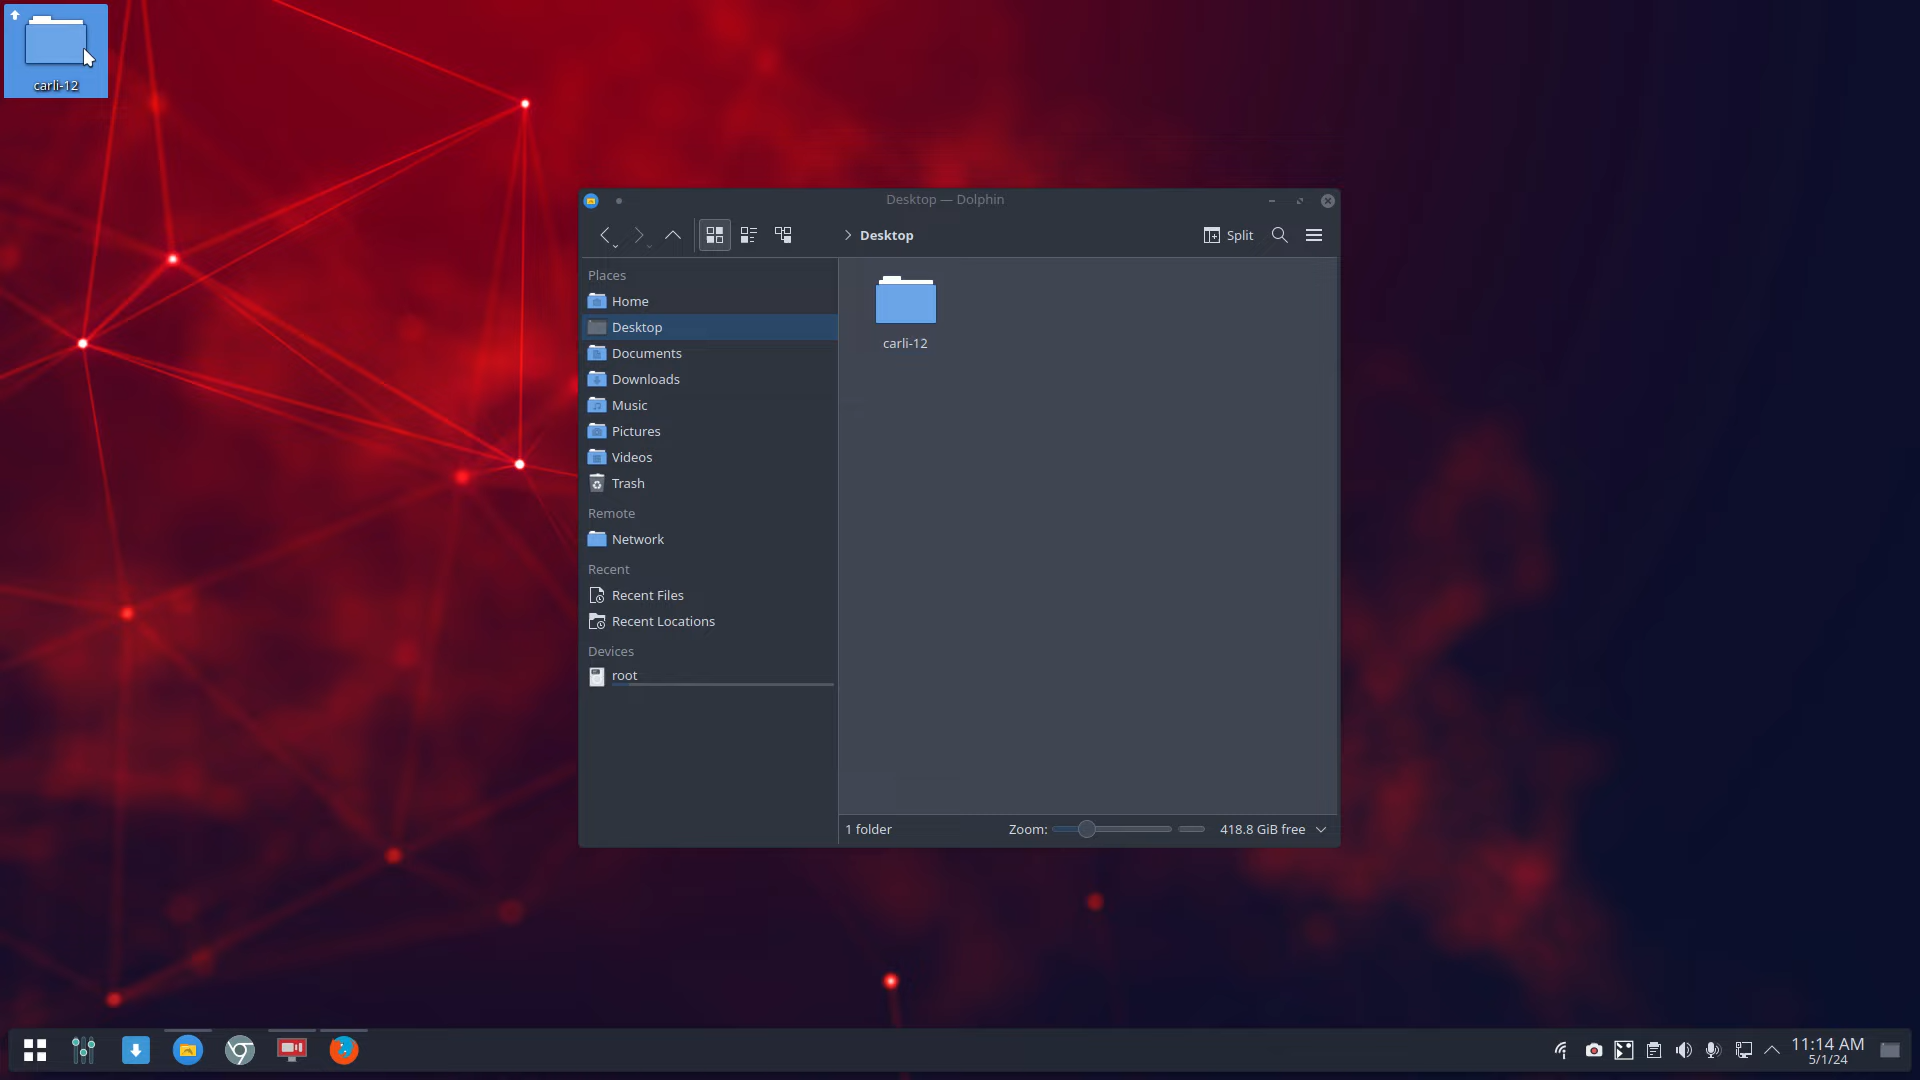 carli-12
Desktop — Dolphin
Desktop
Split
Places
Home
Desktop
Documents
Downloads
Music
Pictures
Videos
Trash
Remote
Network
Recent
Recent Files
Recent Locations
Devices
root
carli-12
1 folder
Zoom:
418.8 GiB free
11:14 AM
5/1/24